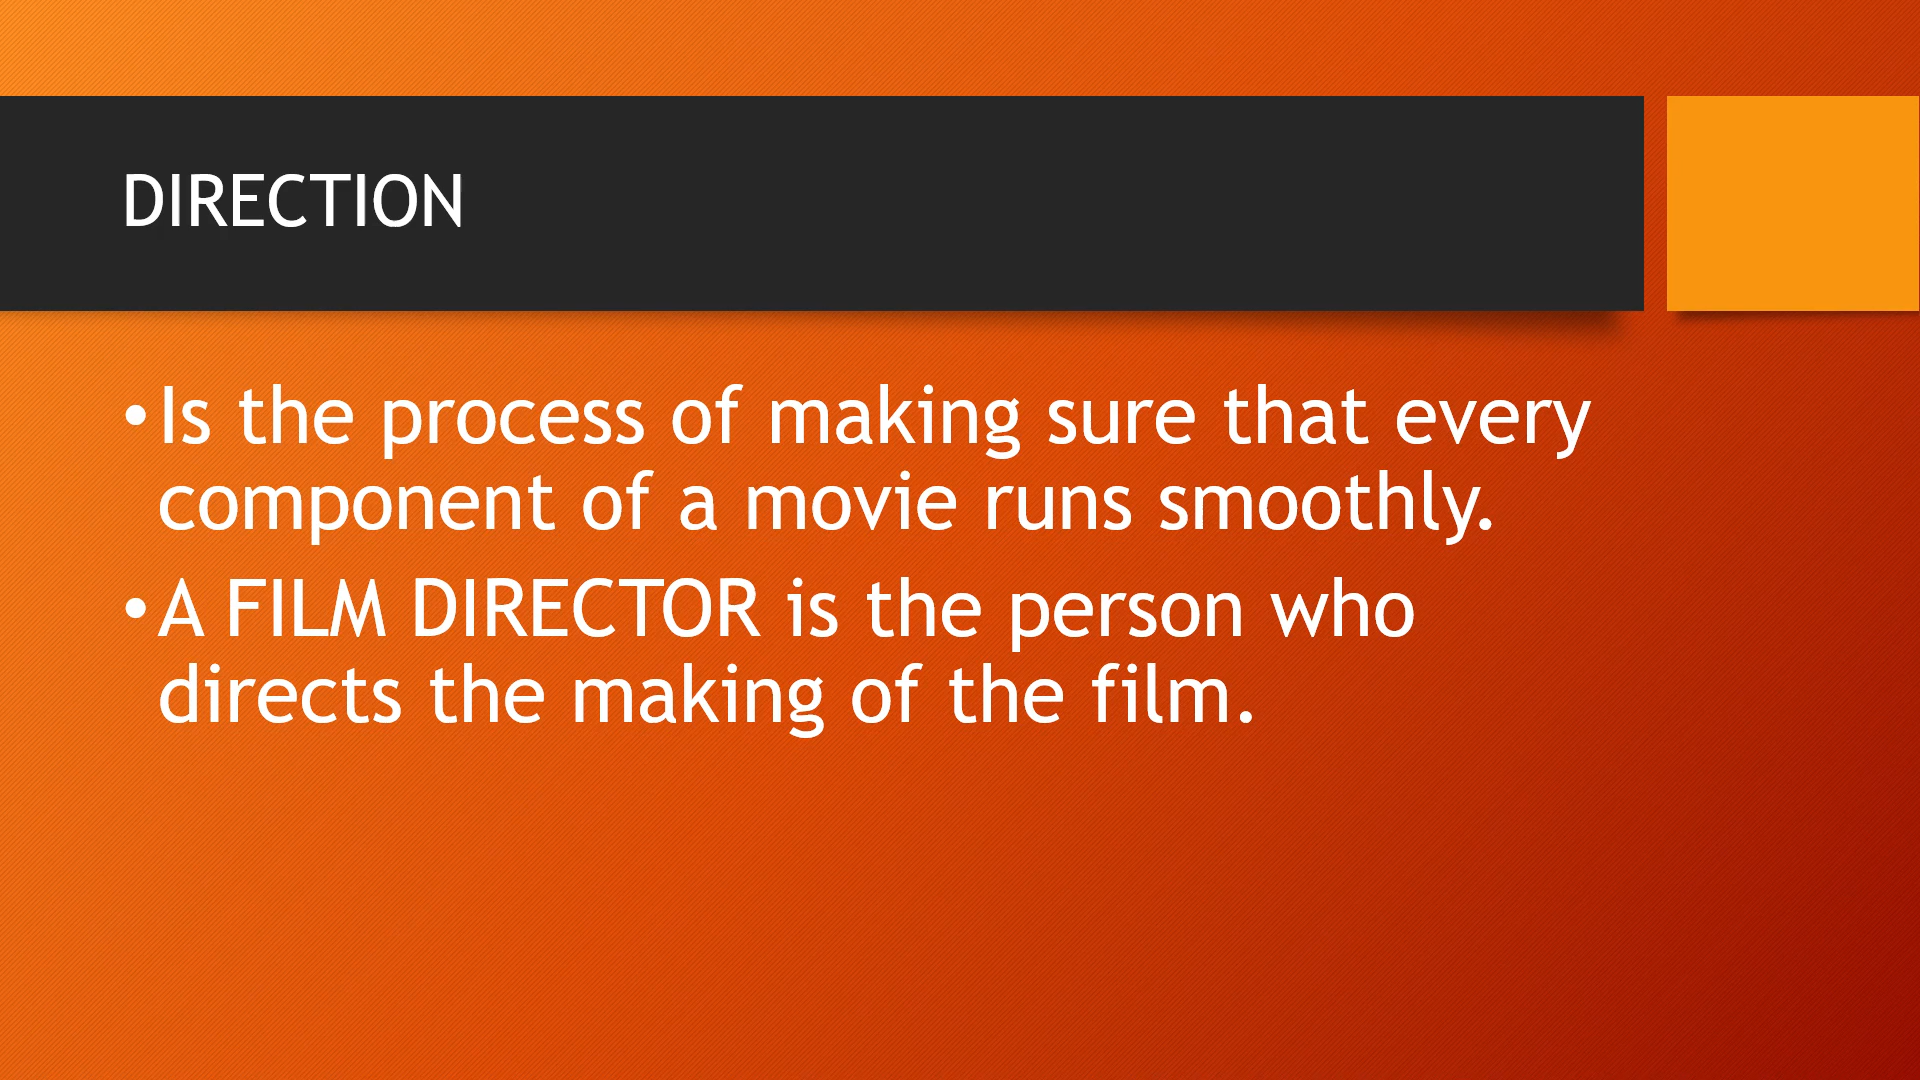 DIRECTION
•Is the process of making sure that every
component of a movie runs smoothly.
•A FILM DIRECTOR is the person who
directs the making of the film.